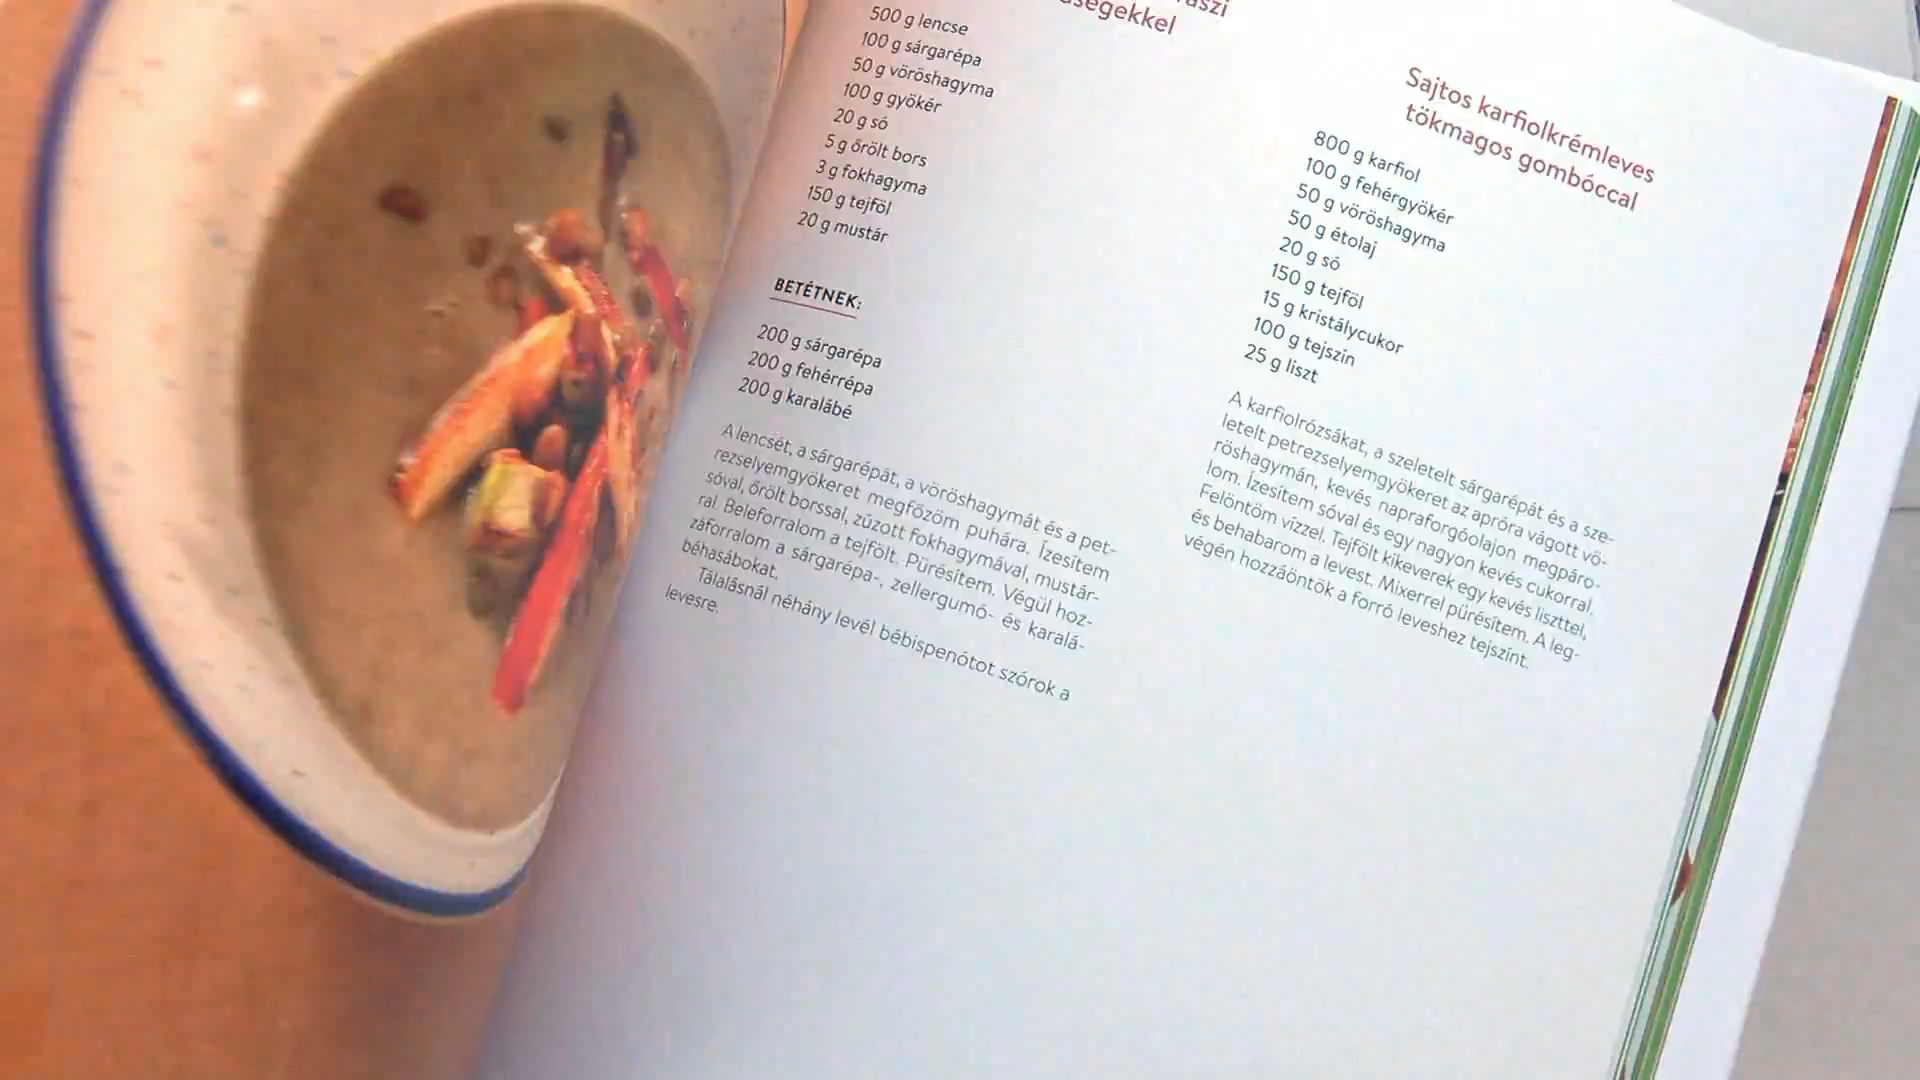 500 g lencse
100 g sárgarépa
50 g vöröshagyma
100 g gyökér
20 g só
5 g őrölt bors
3 g fokhagyma
150 g tejföl
20 g mustár
BETÉTNEK:
200 g sárgarépa
200 g fehérrépa
200 g karalábé
A lencsét, a sárgarépát, a vöröshagymát és a pet-
rezselyemgyökeret megfőzöm puhára. Ízesítem
sóval, őrölt borssal, zúzott fokhagymával, mustár-
ral. Beleforralom a tejfölt. Pürésítem. Végül hoz-
záforralom a sárgarépa-, zellergumó- és karalá-
béhasábokat.
Tálalásnál néhány levél bébispenótot szórok a
levesre.
Sajtos karfiolkrémleves
tökmagos gombóccal
800 g karfiol
100 g fehérgyökér
50 g vöröshagyma
50 g étolaj
20 g só
150 g tejföl
15 g kristálycukor
100 g tejszín
25 g liszt
A karfiolrózsákat, a szeletelt sárgarépát és a sze-
letelt petrezselyemgyökeret az apróra vágott vö-
röshagymán, kevés napraforgóolajon megpáro-
lom. Ízesítem sóval és egy nagyon kevés cukorral.
Felöntöm vízzel. Tejfölt kikeverek egy kevés liszttel,
és behabarom a levest. Mixerrel pürésítem. A leg-
végén hozzáöntök a forró leveshez tejszínt.